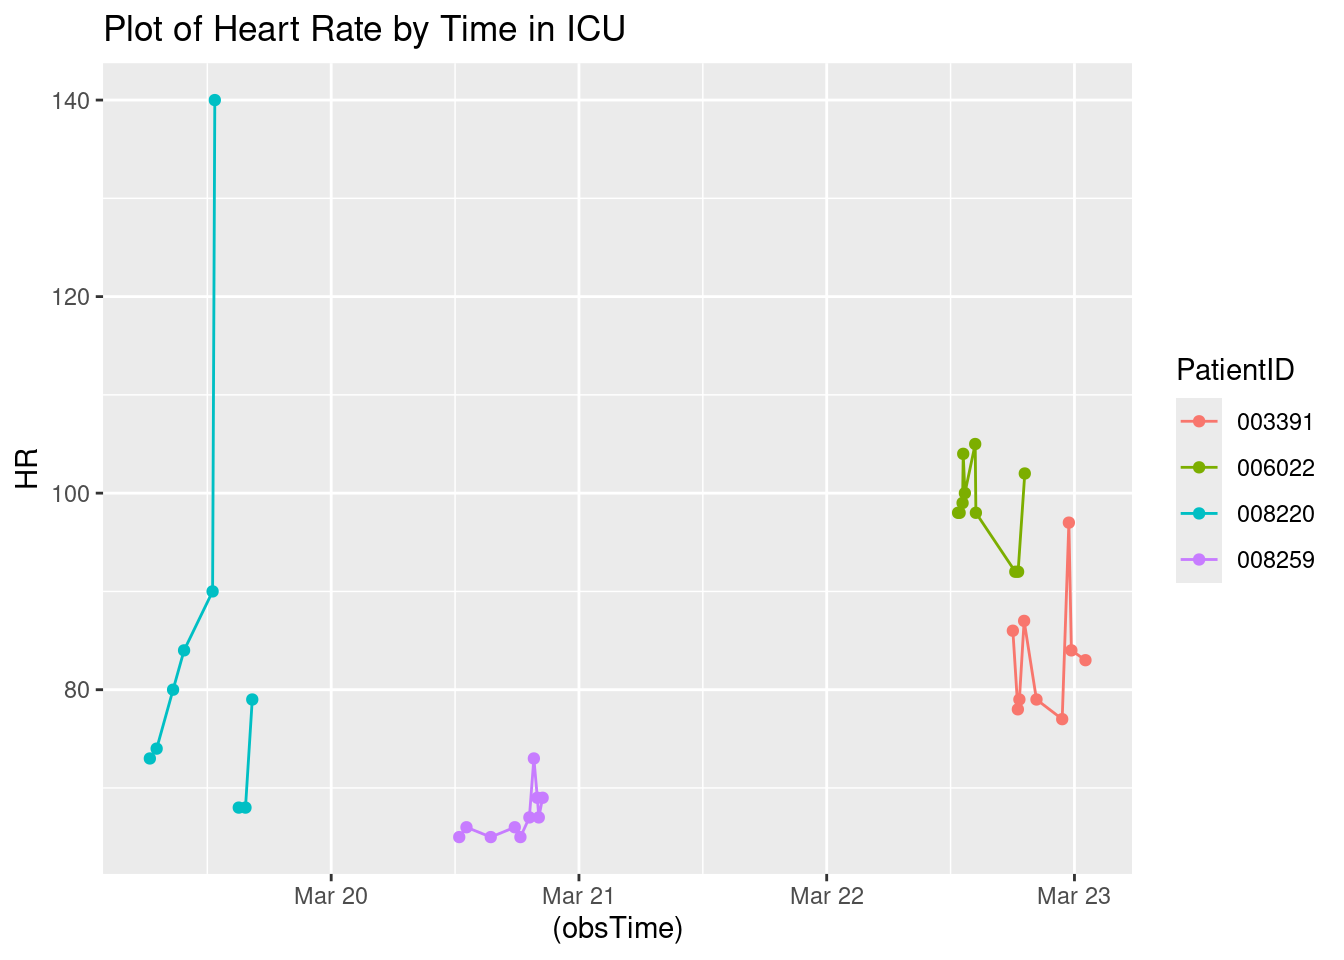 Plot of Heart Rate by Time in ICU
140
120
100
80
HR
Mar 20
Mar 21
Mar 22
Mar 23
(obsTime)
PatientID
003391
006022
008220
008259